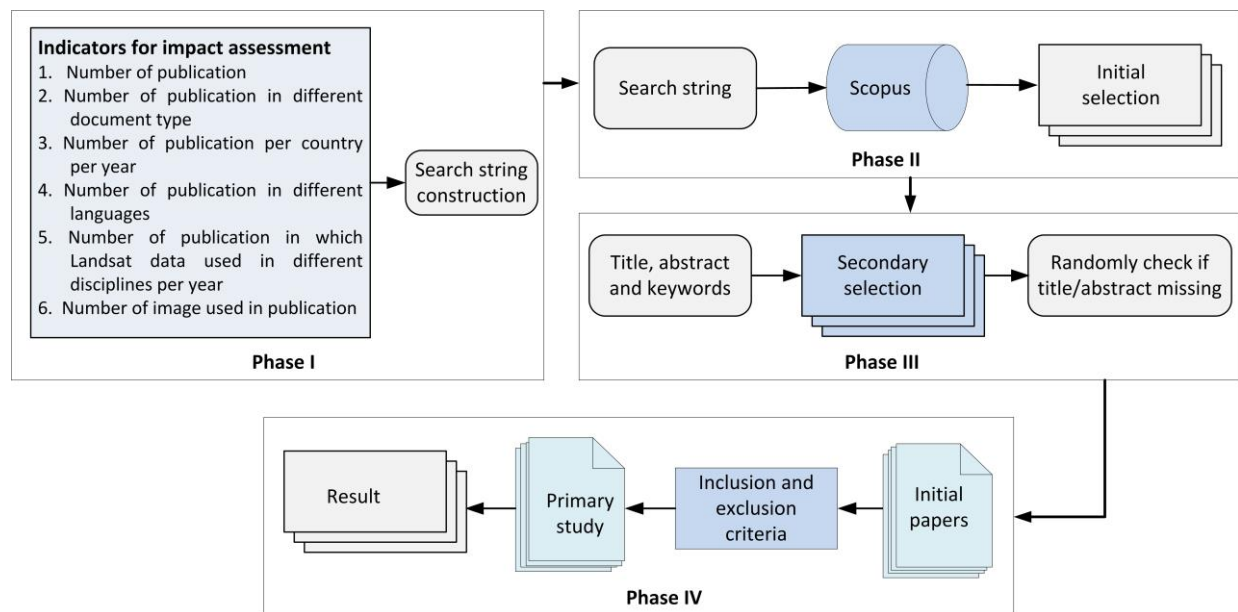 Indicators for impact assessment
1. Number of publication
2. Number of publication in different
document type
3. Number of publication per country
per year
4. Number of publication in different
languages
5. Number of publication in which
Landsat data used in different
disciplines per year
6. Number of image used in publication
Search string
construction
Phase I
Search string
Scopus
Initial
selection
Phase II
Title, abstract
and keywords
Secondary
selection
Randomly check if
title/abstract missing
Phase III
Result
Primary
study
Inclusion and
exclusion
criteria
Initial
papers
Phase IV